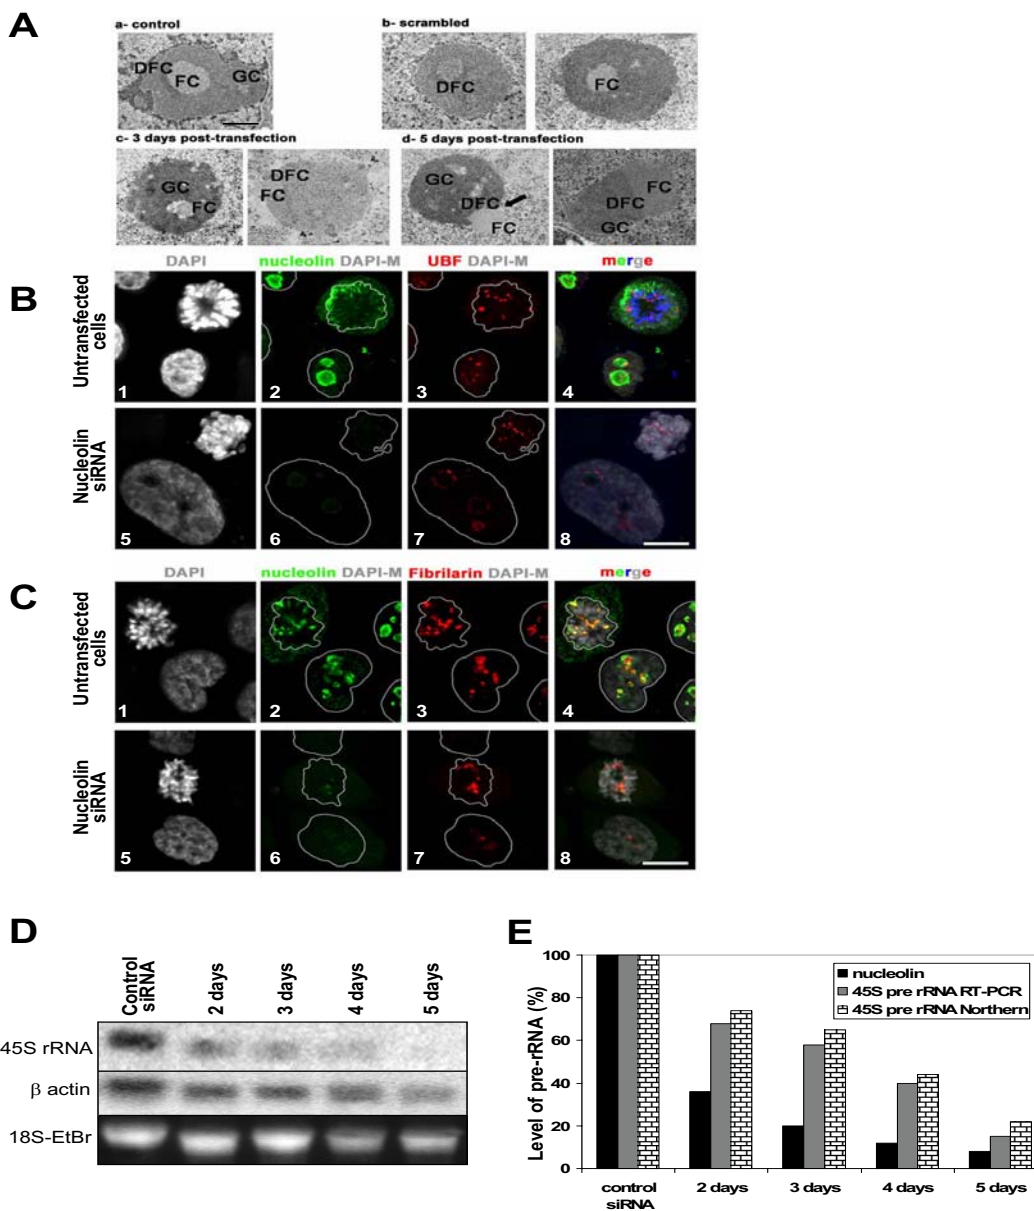 A
a- control
b- scrambled
DFC
FC
GC
DFC
FC
c- 3 days post-transfection
d- 5 days post-transfection
GC
FC
DFC
FC
GC
DFC
FC
FC
DFC
GC
DAPI
nucleolin DAPI-M
UBF DAPI-M
merge
B
Untransfected
cells
1
2
3
4
Nucleolin
siRNA
5
6
7
8
DAPI
nucleolin DAPI-M
Fibrilarin DAPI-M
merge
C
Untransfected
cells
1
2
3
4
Nucleolin
siRNA
5
6
7
8
D
Control
siRNA
2 days
3 days
4 days
5 days
45S rRNA
β actin
18S-EtBr
E
Level of pre-rRNA (%)
100
80
60
40
20
0
nucleolin
45S pre rRNA RT-PCR
45S pre rRNA Northern
control
siRNA
2 days
3 days
4 days
5 days